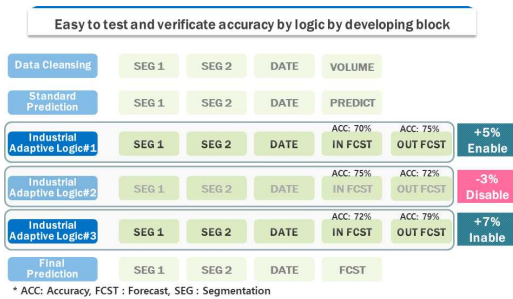 Easy to test and verificate accuracy by logic by developing block
Data Cleansing SEG 1 SEG 2 DATE VOLUME
Standard
Prediction SEG 1 SEG 2 DATE PREDICT
ACC: 70% ACC: 75%
Industrial
Adaptive Logic#1 SEG 1 SEG 2 DATE IN FCST OUT FCST
+5%
Enable
ACC: 75% ACC: 72%
Industrial
Adaptive Logic#2 SEG 1 SEG 2 DATE IN FCST OUT FCST
-3%
Disable
ACC: 72% ACC: 79%
Industrial
Adaptive Logic#3 SEG 1 SEG 2 DATE IN FCST OUT FCST
+7%
Inable
Final
Prediction SEG 1 SEG 2 DATE FCST
* ACC: Accuracy, FCST : Forecast, SEG : Segmentation